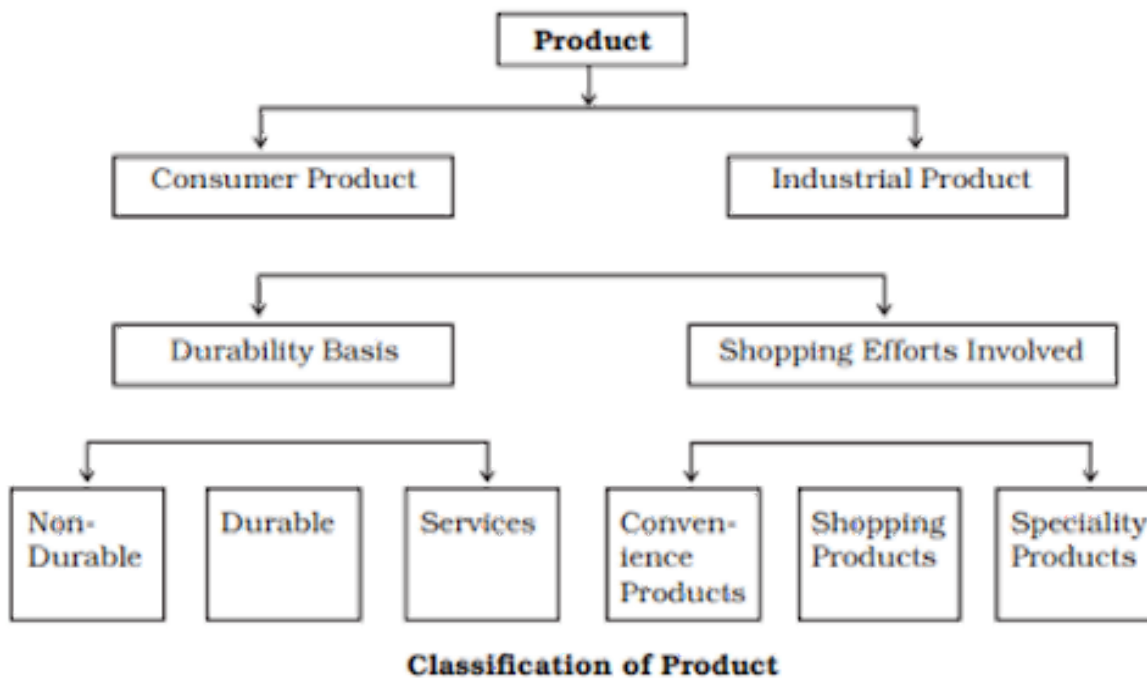 Product
Consumer Product
Industrial Product
Durability Basis
Shopping Efforts Involved
Non-
Durable
Durable
Services
Conven-
ience
Products
Shopping
Products
Speciality
Products
Classification of Product